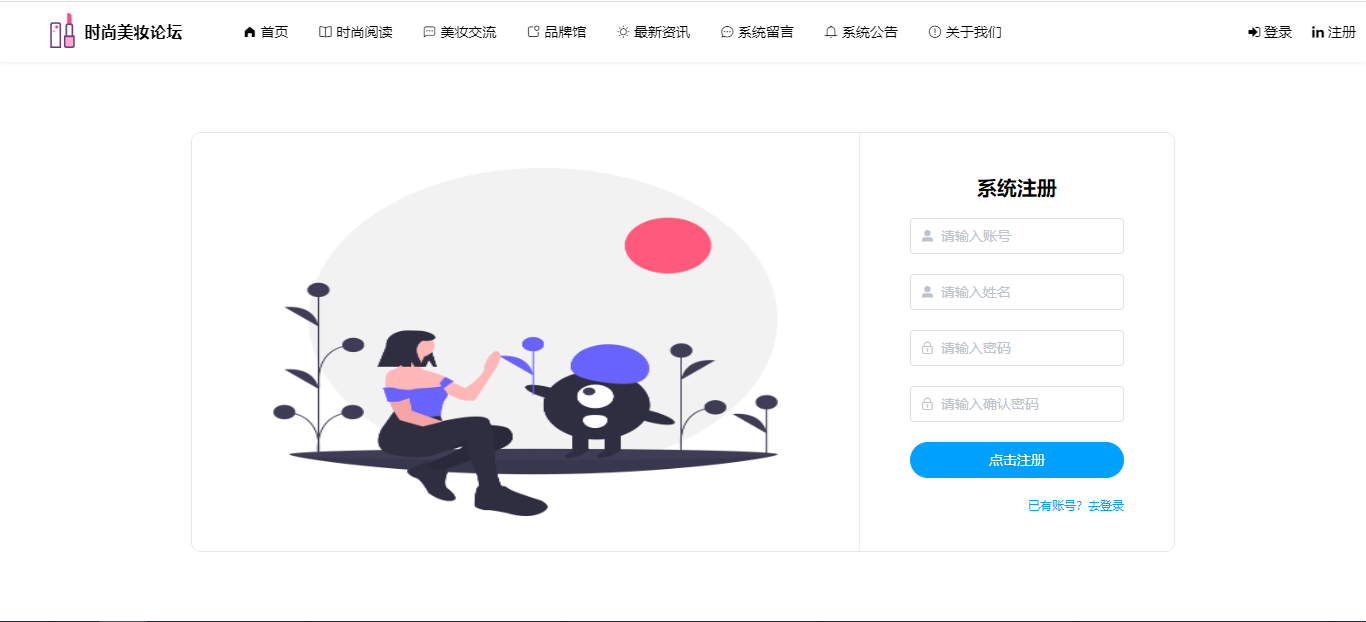 时尚美妆论坛 首页 时尚阅读 美妆交流 品牌馆 最新资讯 系统留言 系统公告 关于我们 登录 注册
系统注册
请输入账号
请输入姓名
请输入密码
请输入确认密码
点击注册
已有账号？去登录